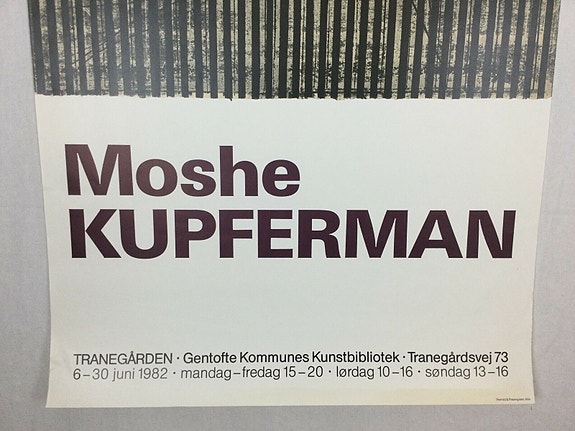 Moshe
KUPFERMAN
TRANEGÅRDEN · Gentofte Kommunes Kunstbibliotek · Tranegårdsvej 73
6–30 juni 1982 · mandag–fredag 15–20 · lørdag 10–16 · søndag 13–16